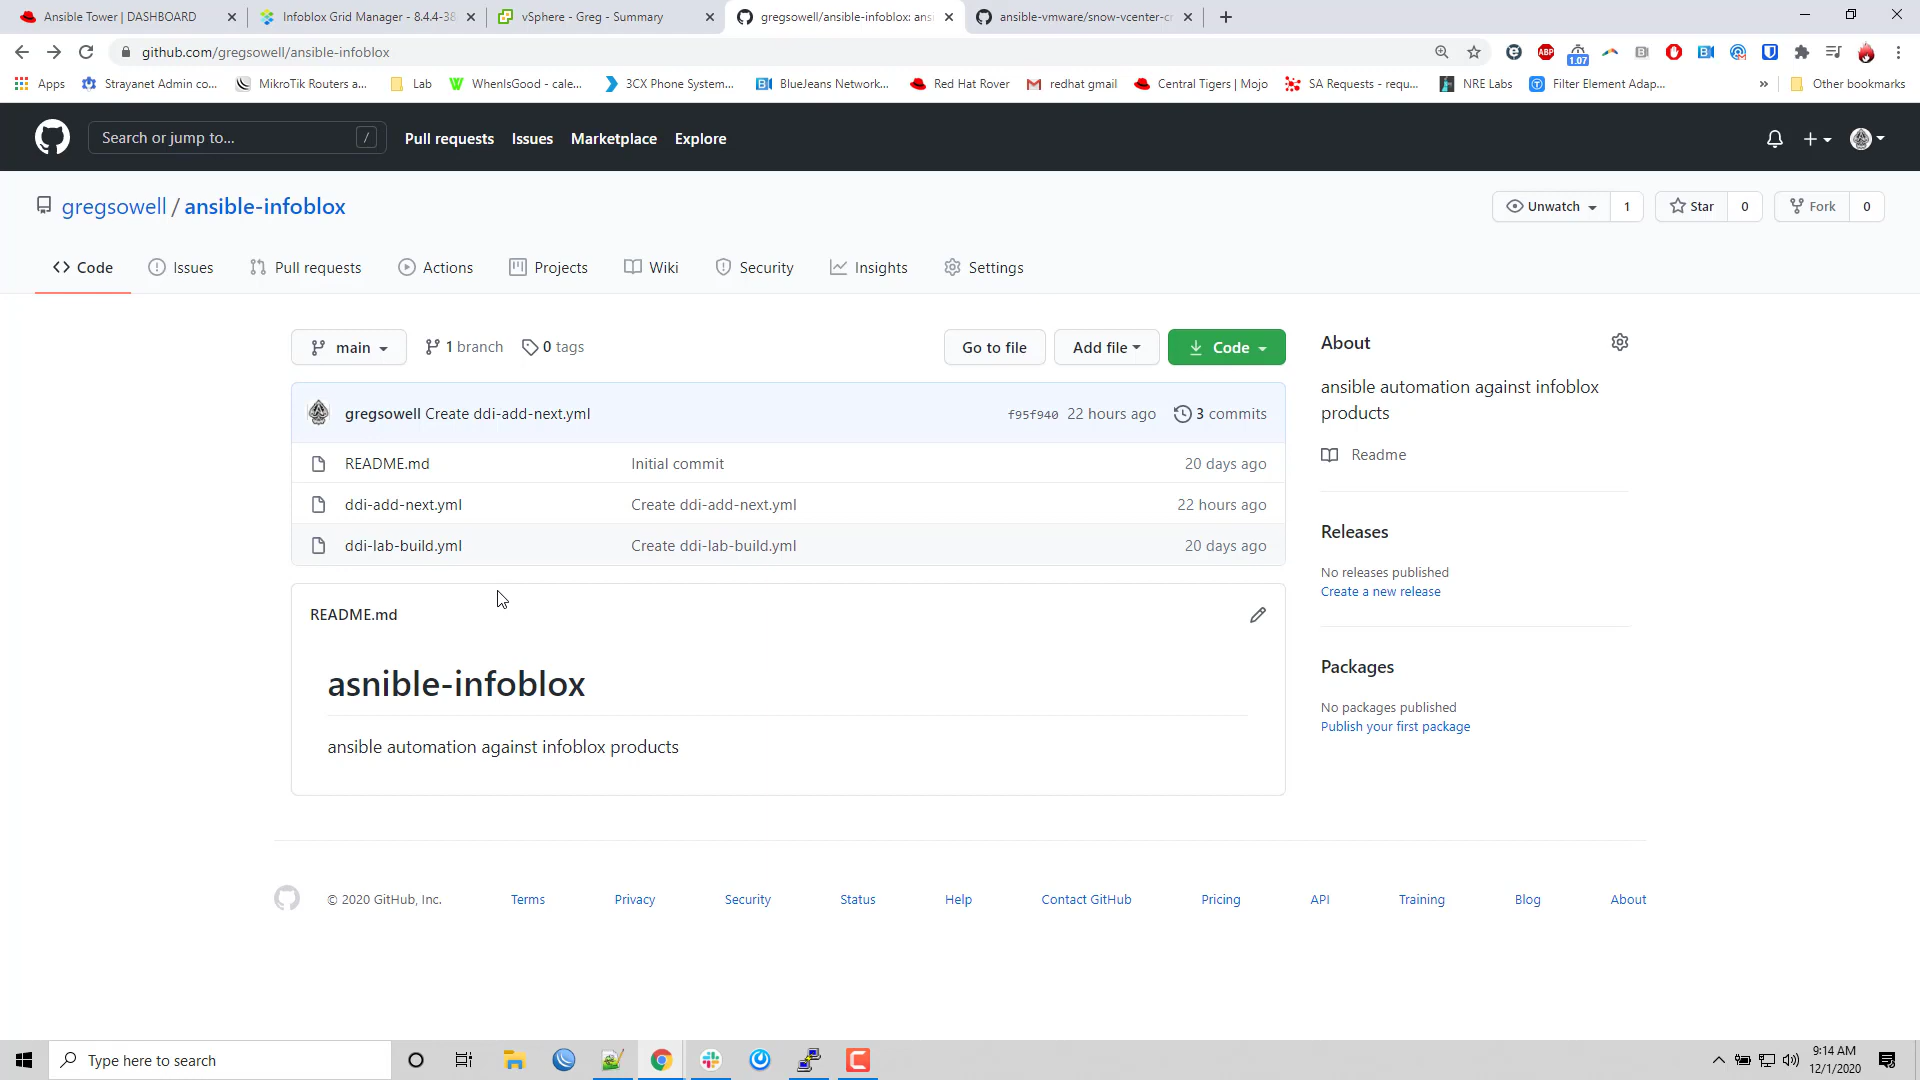 Ansible Tower | DASHBOARD
Infoblox Grid Manager - 8.4.4-38
vSphere - Greg - Summary
gregsowell/ansible-infoblox: ans
ansible-vmware/snow-vcenter-cr
github.com/gregsowell/ansible-infoblox
ABP
1.07
Apps
Strayanet Admin co...
MikroTik Routers a...
Lab
WhenIsGood - cale...
3CX Phone System...
BlueJeans Network...
Red Hat Rover
redhat gmail
Central Tigers | Mojo
SA Requests - requ...
NRE Labs
Filter Element Adap...
»
Other bookmarks
Search or jump to...
/
Pull requests
Issues
Marketplace
Explore
gregsowell / ansible-infoblox
Unwatch
1
Star
0
Fork
0
Code
Issues
Pull requests
Actions
Projects
Wiki
Security
Insights
Settings
main
1 branch
0 tags
Go to file
Add file
Code
gregsowell Create ddi-add-next.yml
f95f940 22 hours ago
3 commits
README.md
Initial commit
20 days ago
ddi-add-next.yml
Create ddi-add-next.yml
22 hours ago
ddi-lab-build.yml
Create ddi-lab-build.yml
20 days ago
README.md
asnible-infoblox
ansible automation against infoblox products
About
ansible automation against infoblox
products
Readme
Releases
No releases published
Create a new release
Packages
No packages published
Publish your first package
© 2020 GitHub, Inc.
Terms
Privacy
Security
Status
Help
Contact GitHub
Pricing
API
Training
Blog
About
Type here to search
9:14 AM
12/1/2020